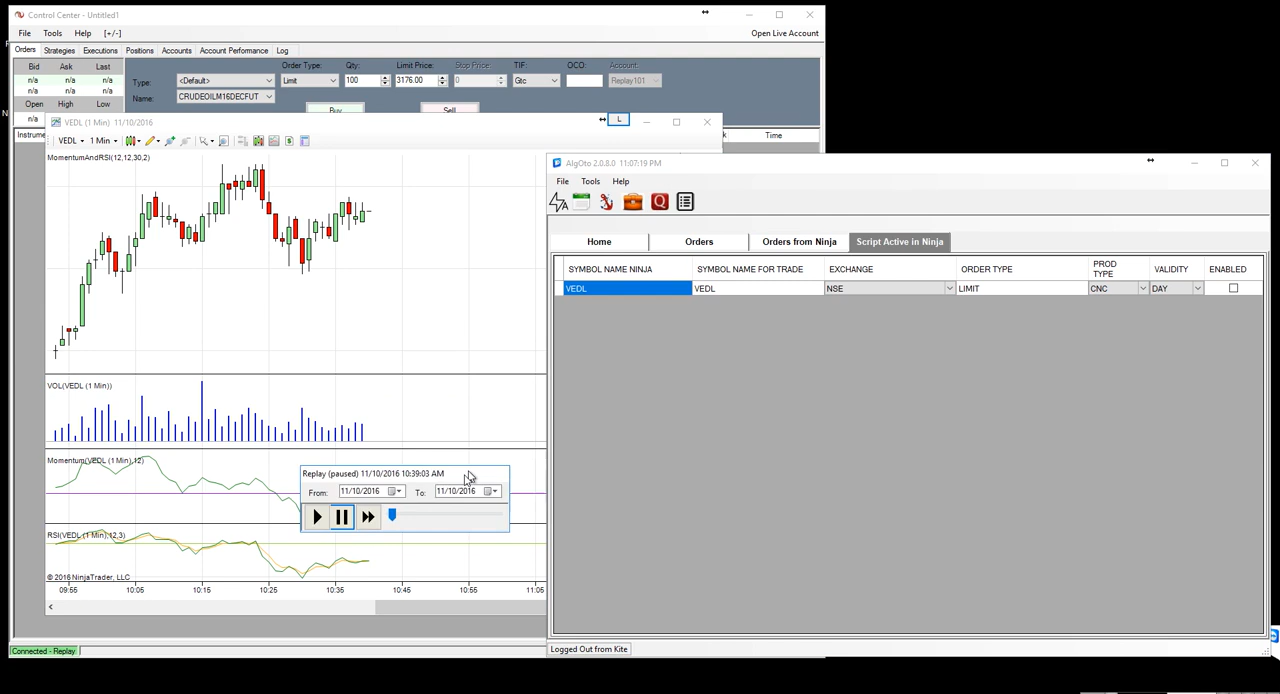 Control Center - Untitled1
File Tools Help [+/-]
Open Live Account
Orders Strategies Executions Positions Accounts Account Performance Log
Bid Ask Last
n/a n/a n/a
n/a n/a n/a
Open High Low
n/a
Type: <Default>
Name: CRUDEOILM16DECFUT
Order Type: Qty: Limit Price: Stop Price: TIF: OCO: Account:
Limit 100 3176.00 0 Gtc Replay101
Buy Sell
Instrume Time
VEDL (1 Min) 11/10/2016
L
VEDL 1 Min
MomentumAndRSI(12,12,30,2)
VOL(VEDL (1 Min))
Momentum(VEDL (1 Min),12)
RSI(VEDL (1 Min),12,3)
© 2016 NinjaTrader, LLC
09:55 10:05 10:15 10:25 10:35 10:45 10:55 11:05
Replay (paused) 11/10/2016 10:39:03 AM
From: 11/10/2016 To: 11/10/2016
Connected - Replay
AlgOto 2.0.8.0 11:07:19 PM
File Tools Help
Home Orders Orders from Ninja Script Active in Ninja
SYMBOL NAME NINJA SYMBOL NAME FOR TRADE EXCHANGE ORDER TYPE PROD TYPE VALIDITY ENABLED
VEDL VEDL NSE LIMIT CNC DAY
Logged Out from Kite